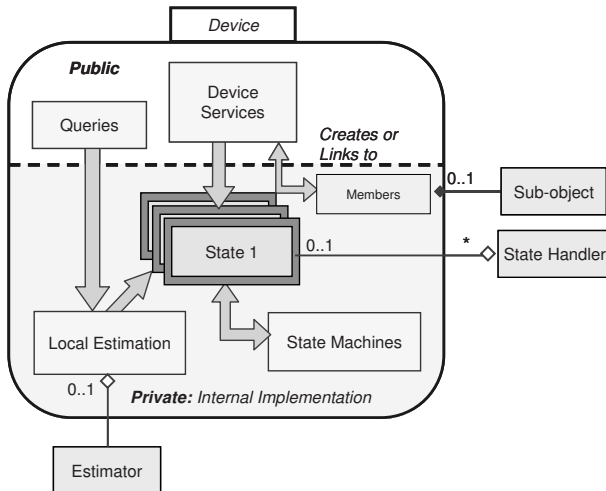 Device
Public
Device
Services
Queries
Creates or
Links to
Members
0..1
Sub-object
State 1
0..1
*
State Handler
Local Estimation
State Machines
0..1
Private: Internal Implementation
Estimator